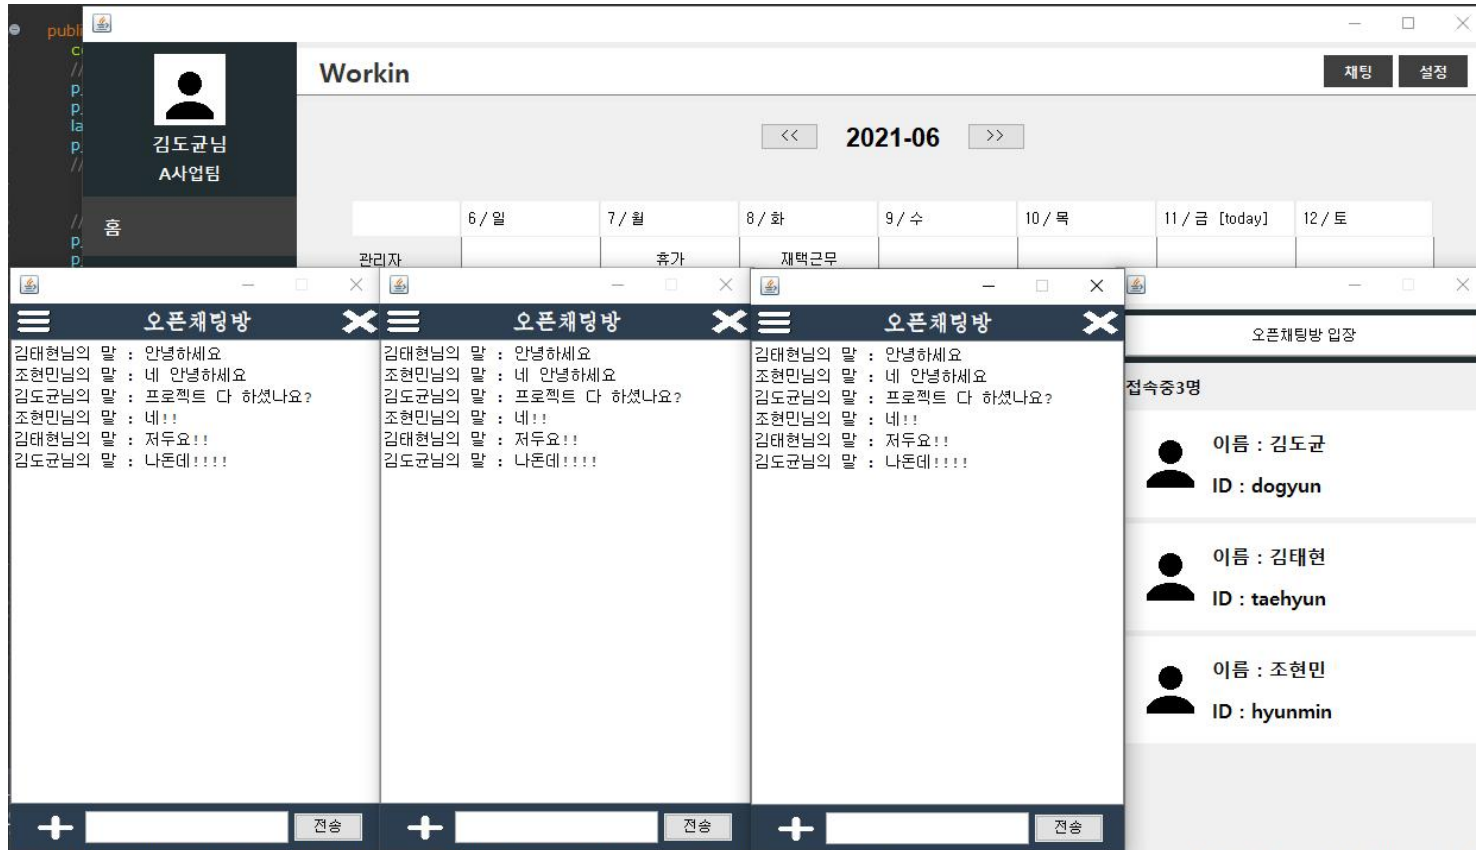 publi
c
//
p
p
la
p
//
//
p
p
김도균님
A사업팀
홈
Workin
채팅
설정
<<
2021-06
>>
6 / 일
7 / 월
8 / 화
9 / 수
10 / 목
11 / 금 [today]
12 / 토
관리자
휴가
재택근무
오픈채팅방
김태현님의 말 : 안녕하세요
조현민님의 말 : 네 안녕하세요
김도균님의 말 : 프로젝트 다 하셨나요?
조현민님의 말 : 네!!
김태현님의 말 : 저두요!!
김도균님의 말 : 나돈데!!!!
전송
오픈채팅방
김태현님의 말 : 안녕하세요
조현민님의 말 : 네 안녕하세요
김도균님의 말 : 프로젝트 다 하셨나요?
조현민님의 말 : 네!!
김태현님의 말 : 저두요!!
김도균님의 말 : 나돈데!!!!
전송
오픈채팅방
김태현님의 말 : 안녕하세요
조현민님의 말 : 네 안녕하세요
김도균님의 말 : 프로젝트 다 하셨나요?
조현민님의 말 : 네!!
김태현님의 말 : 저두요!!
김도균님의 말 : 나돈데!!!!
전송
오픈채팅방 입장
접속중3명
이름 : 김도균
ID : dogyun
이름 : 김태현
ID : taehyun
이름 : 조현민
ID : hyunmin